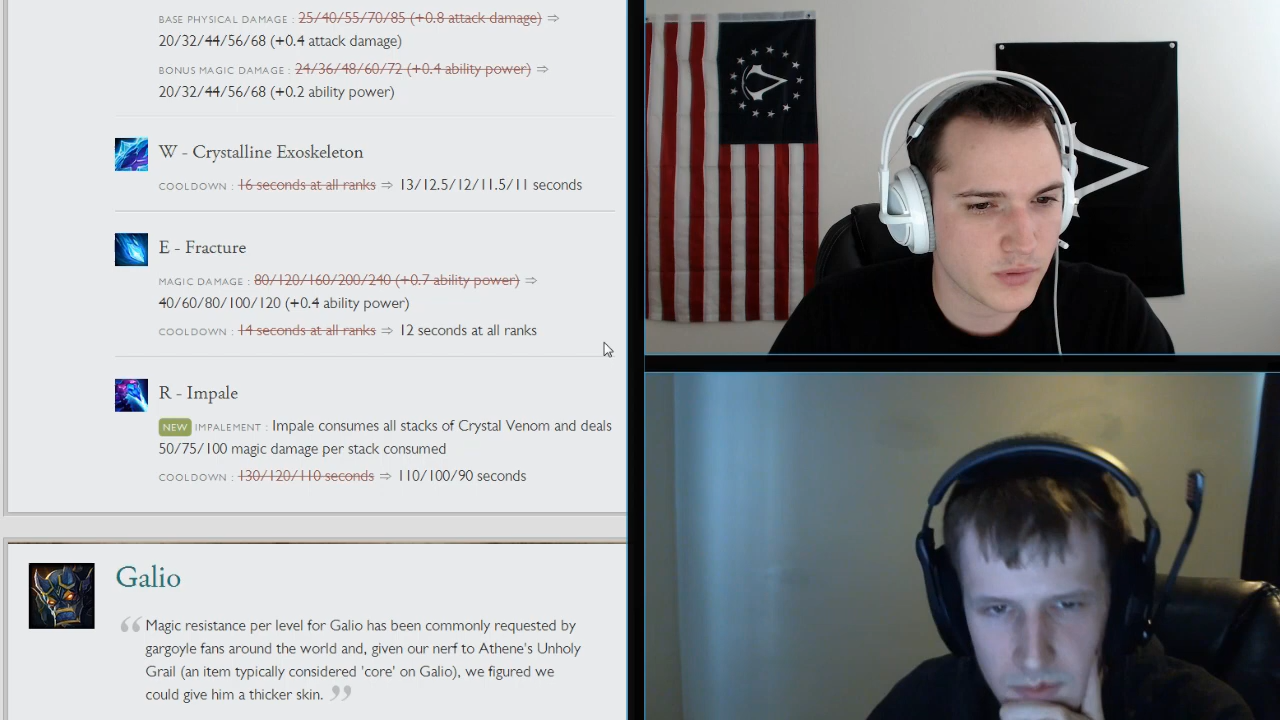 BASE PHYSICAL DAMAGE : 25/40/55/70/85 (+0.8 attack damage) ⇒
20/32/44/56/68 (+0.4 attack damage)
BONUS MAGIC DAMAGE : 24/36/48/60/72 (+0.4 ability power) ⇒
20/32/44/56/68 (+0.2 ability power)
W - Crystalline Exoskeleton
COOLDOWN : 16 seconds at all ranks ⇒ 13/12.5/12/11.5/11 seconds
E - Fracture
MAGIC DAMAGE : 80/120/160/200/240 (+0.7 ability power) ⇒
40/60/80/100/120 (+0.4 ability power)
COOLDOWN : 14 seconds at all ranks ⇒ 12 seconds at all ranks
R - Impale
NEW IMPALEMENT : Impale consumes all stacks of Crystal Venom and deals
50/75/100 magic damage per stack consumed
COOLDOWN : 130/120/110 seconds ⇒ 110/100/90 seconds
Galio
“ Magic resistance per level for Galio has been commonly requested by
gargoyle fans around the world and, given our nerf to Athene's Unholy
Grail (an item typically considered 'core' on Galio), we figured we
could give him a thicker skin. ”